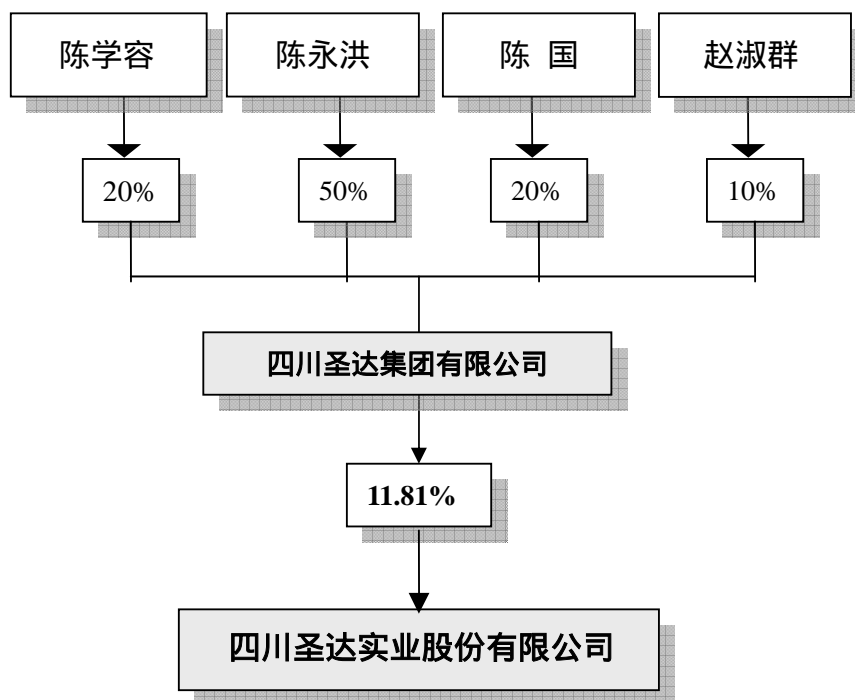 陈学容
陈永洪
陈 国
赵淑群
20%
50%
20%
10%
四川圣达集团有限公司
11.81%
四川圣达实业股份有限公司